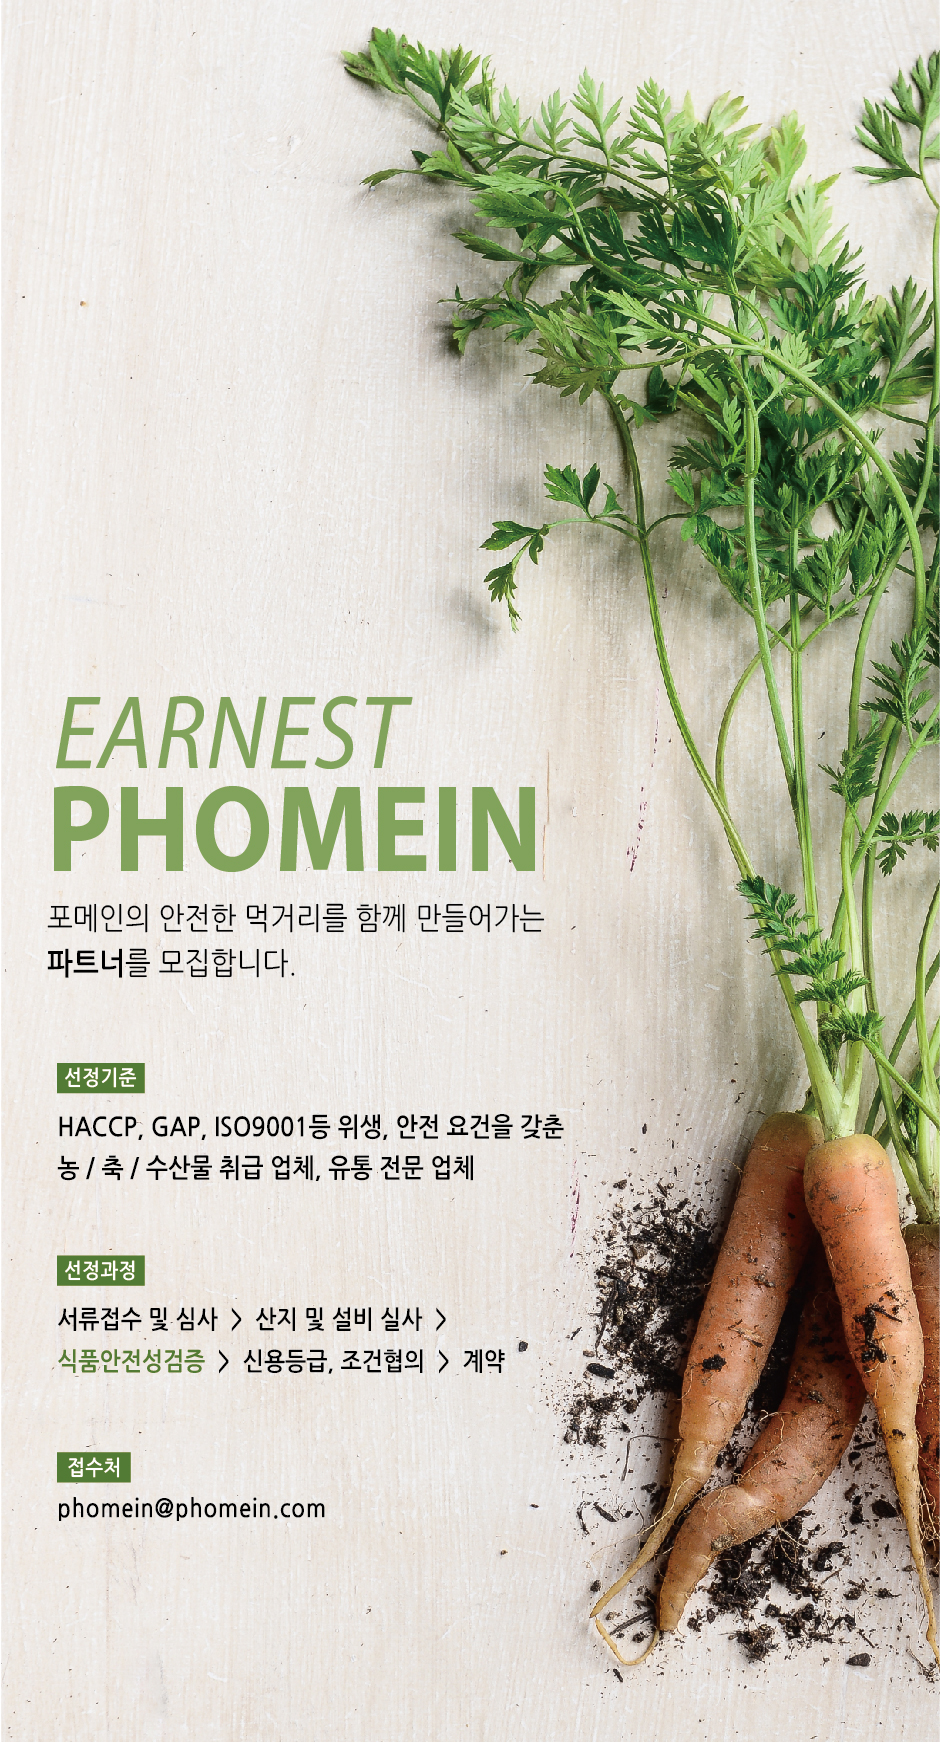 EARNEST
PHOMEIN
포메인의 안전한 먹거리를 함께 만들어가는
파트너를 모집합니다.
선정기준
HACCP, GAP, ISO9001등 위생, 안전 요건을 갖춘
농 / 축 / 수산물 취급 업체, 유통 전문 업체
선정과정
서류접수 및 심사 > 산지 및 설비 실사 >
식품안전성검증 > 신용등급, 조건협의 > 계약
접수처
phomein@phomein.com